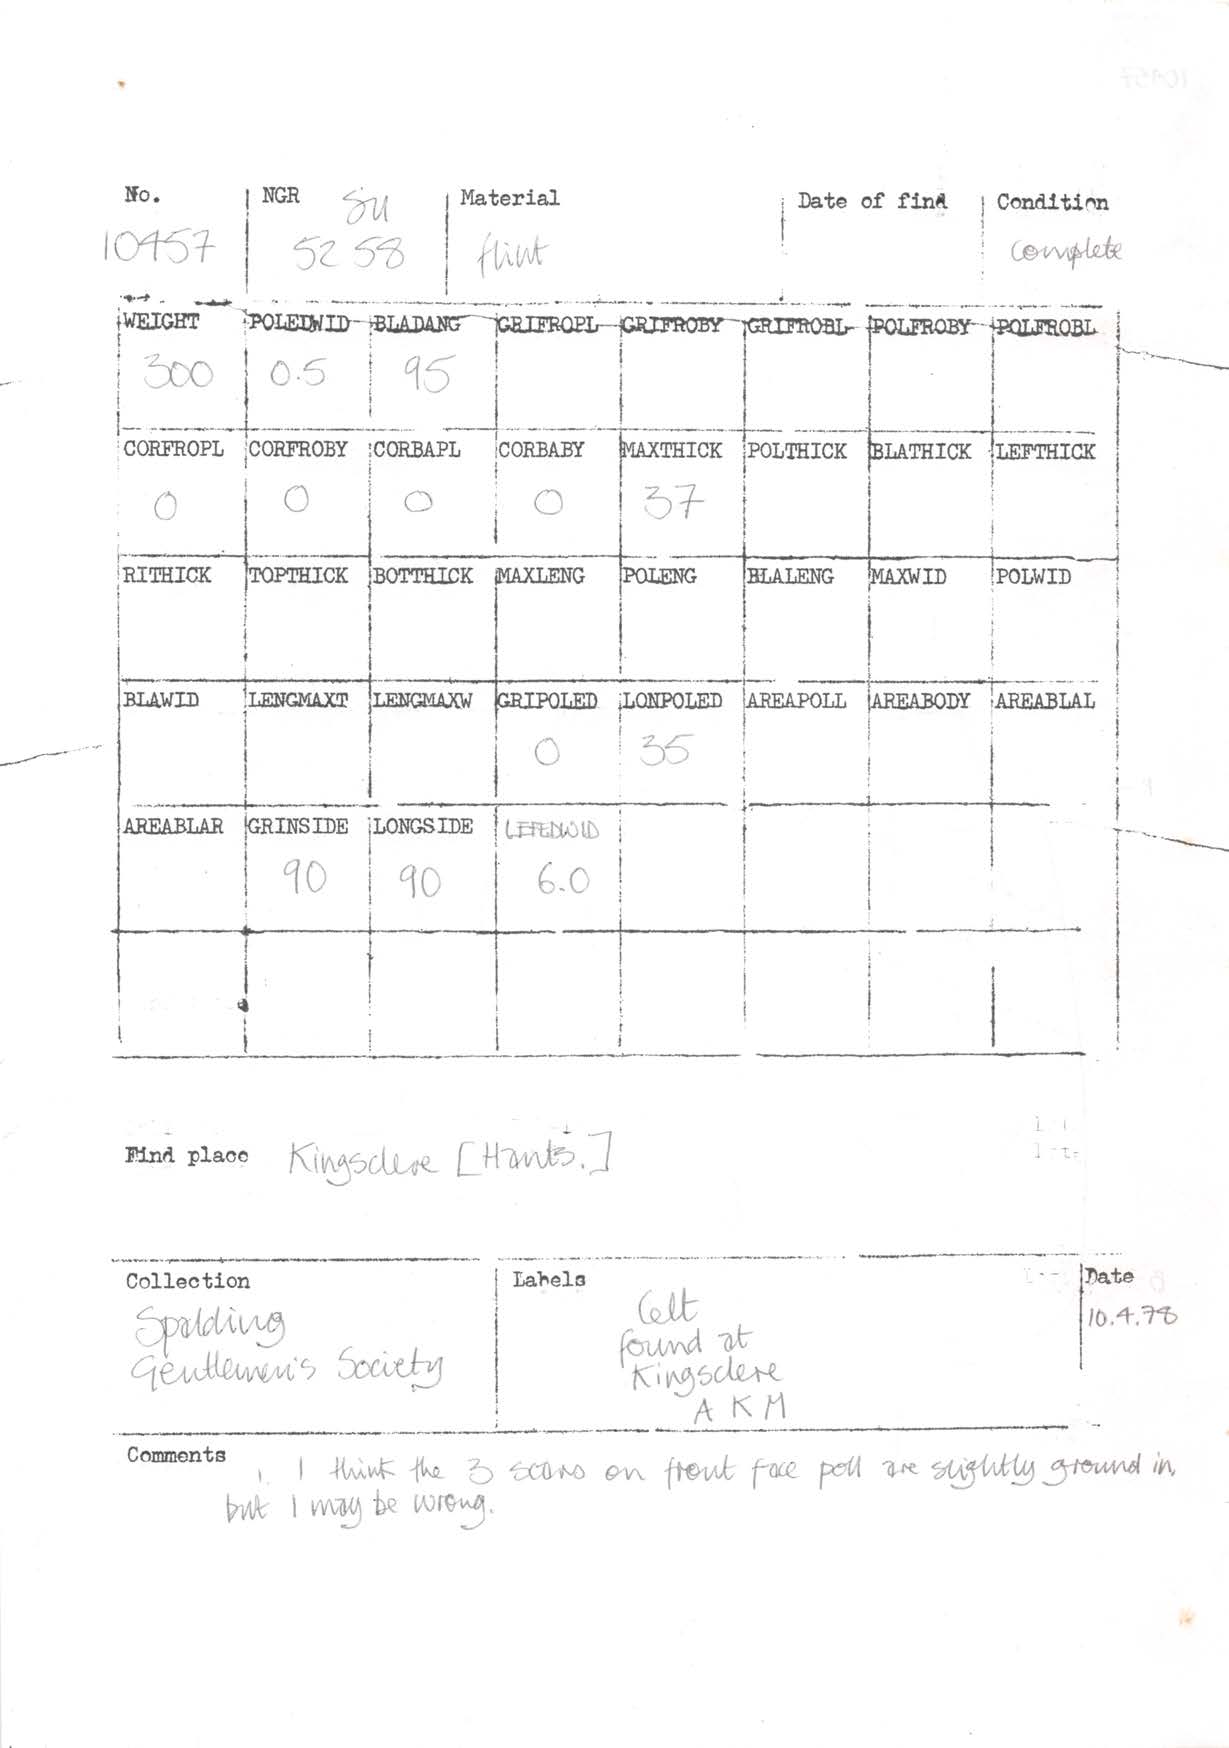 No. NGR Material Date of find Condition
10457 SU 52 58 flint complete
WEIGHT POLEDWID BLADANG GRIFROPL GRIFROBY GRIFROBL POLFROBY POLFROBL
300 0.5 95
CORFROPL CORFROBY CORBAPL CORBABY MAXTHICK POLTHICK BLATHICK LEFTHICK
0 0 0 0 37
RITHICK TOPTHICK BOTTHICK MAXLENG POLENG BLALENG MAXWID POLWID
BLAWID LENGMAXT LENGMAXW GRIPOLED LONPOLED AREAPOLL AREABODY AREABLAL
0 35
AREABLAR GRINSIDE LONGSIDE LEFEDWID
90 90 6.0
Find place Kingsclere [Hants.]
Collection Labels Date
Spalding
Gentlemen's Society
Celt
found at
Kingsclere
A K M
10.4.78
Comments
I think the 3 scars on front face poll are slightly ground in,
but I may be wrong.